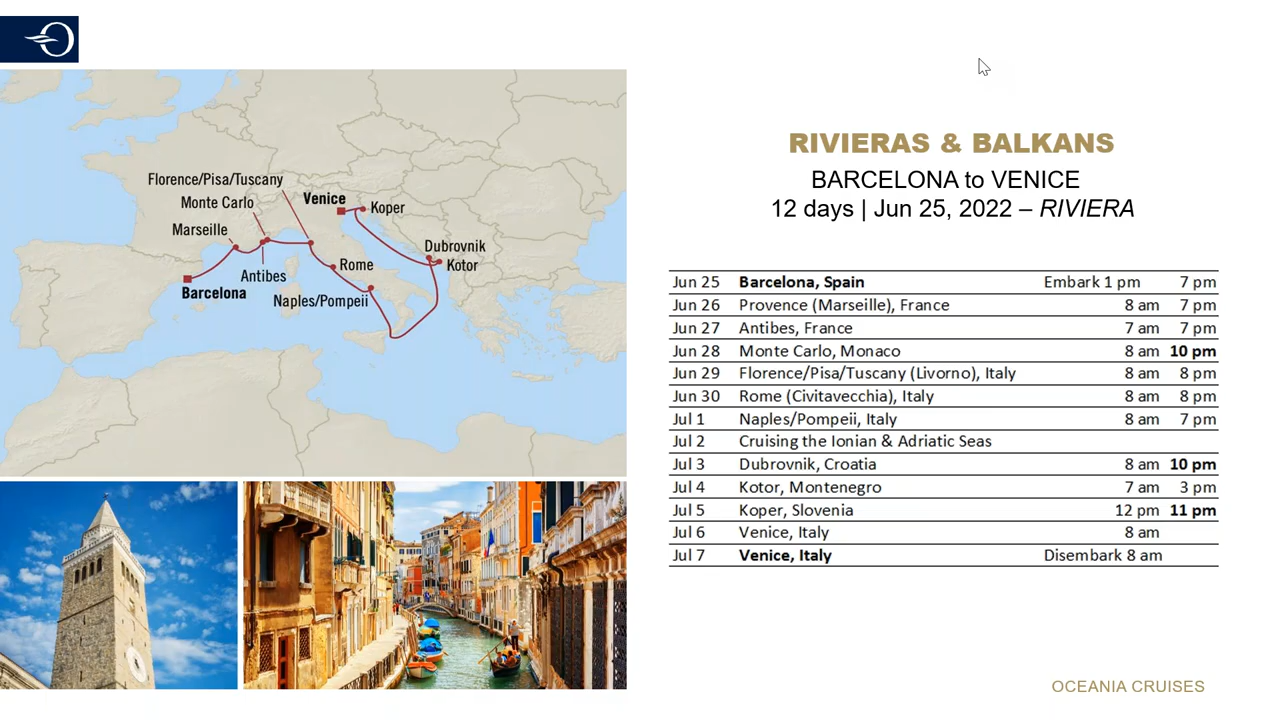 Florence/Pisa/Tuscany
Monte Carlo
Venice
Koper
Marseille
Dubrovnik
Antibes
Rome
Kotor
Barcelona
Naples/Pompeii
RIVIERAS & BALKANS
BARCELONA to VENICE
12 days | Jun 25, 2022 – RIVIERA
Jun 25 Barcelona, Spain Embark 1 pm 7 pm
Jun 26 Provence (Marseille), France 8 am 7 pm
Jun 27 Antibes, France 7 am 7 pm
Jun 28 Monte Carlo, Monaco 8 am 10 pm
Jun 29 Florence/Pisa/Tuscany (Livorno), Italy 8 am 8 pm
Jun 30 Rome (Civitavecchia), Italy 8 am 8 pm
Jul 1 Naples/Pompeii, Italy 8 am 7 pm
Jul 2 Cruising the Ionian & Adriatic Seas
Jul 3 Dubrovnik, Croatia 8 am 10 pm
Jul 4 Kotor, Montenegro 7 am 3 pm
Jul 5 Koper, Slovenia 12 pm 11 pm
Jul 6 Venice, Italy 8 am
Jul 7 Venice, Italy Disembark 8 am
OCEANIA CRUISES